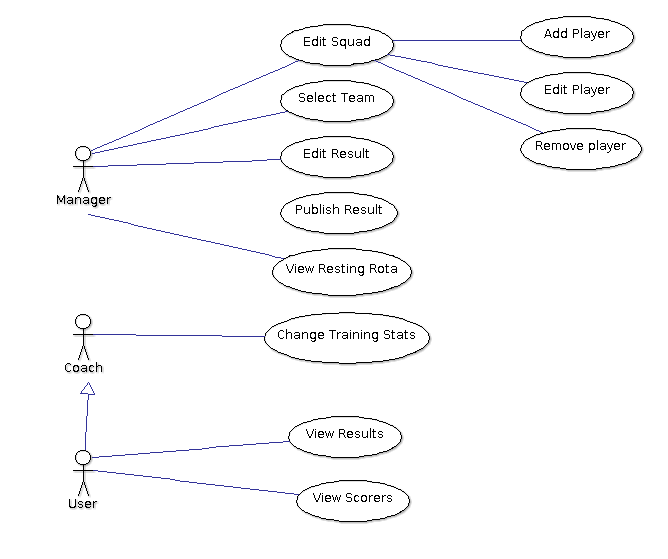 Edit Squad
Add Player
Select Team
Edit Player
Edit Result
Remove player
Manager
Publish Result
View Resting Rota
Change Training Stats
Coach
View Results
User
View Scorers